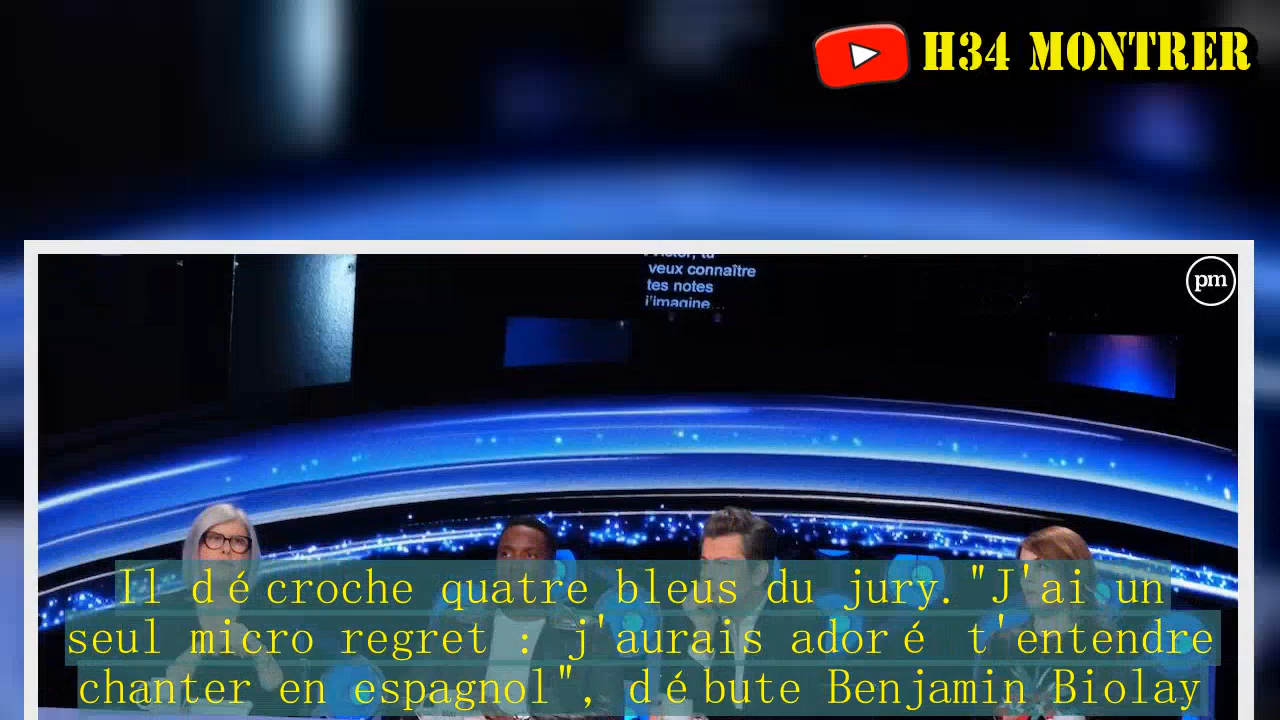 H34 MONTRER
veux connaître
tes notes
j'imagine...
pm
Il décroche quatre bleus du jury. "J'ai un
seul micro regret : j'aurais adoré t'entendre
chanter en espagnol", débute Benjamin Biolay